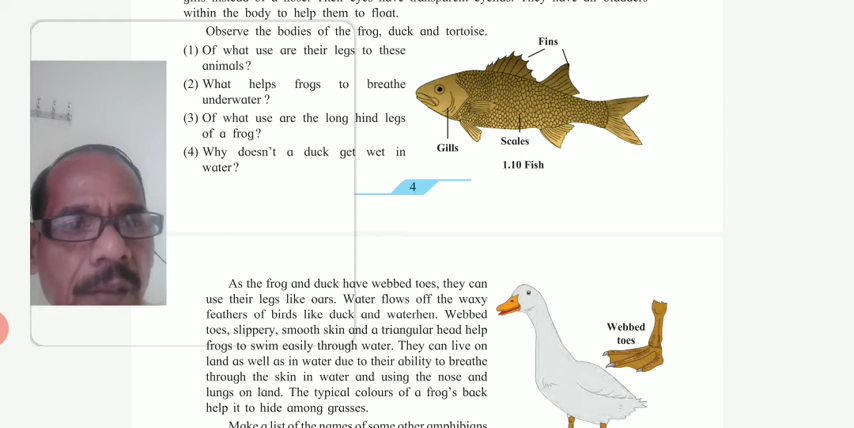 within the body to help them to float.
Observe the bodies of the frog, duck and tortoise.
(1) Of what use are their legs to these
animals?
(2) What helps frogs to breathe
underwater ?
(3) Of what use are the long hind legs
of a frog?
(4) Why doesn't a duck get wet in
water?
Fins
Gills
Scales
1.10 Fish
4
As the frog and duck have webbed toes, they can
use their legs like oars. Water flows off the waxy
feathers of birds like duck and waterhen. Webbed
toes, slippery, smooth skin and a triangular head help
frogs to swim easily through water. They can live on
land as well as in water due to their ability to breathe
through the skin in water and using the nose and
lungs on land. The typical colours of a frog's back
help it to hide among grasses.
Make a list of the names of some other amphibians
Webbed
toes